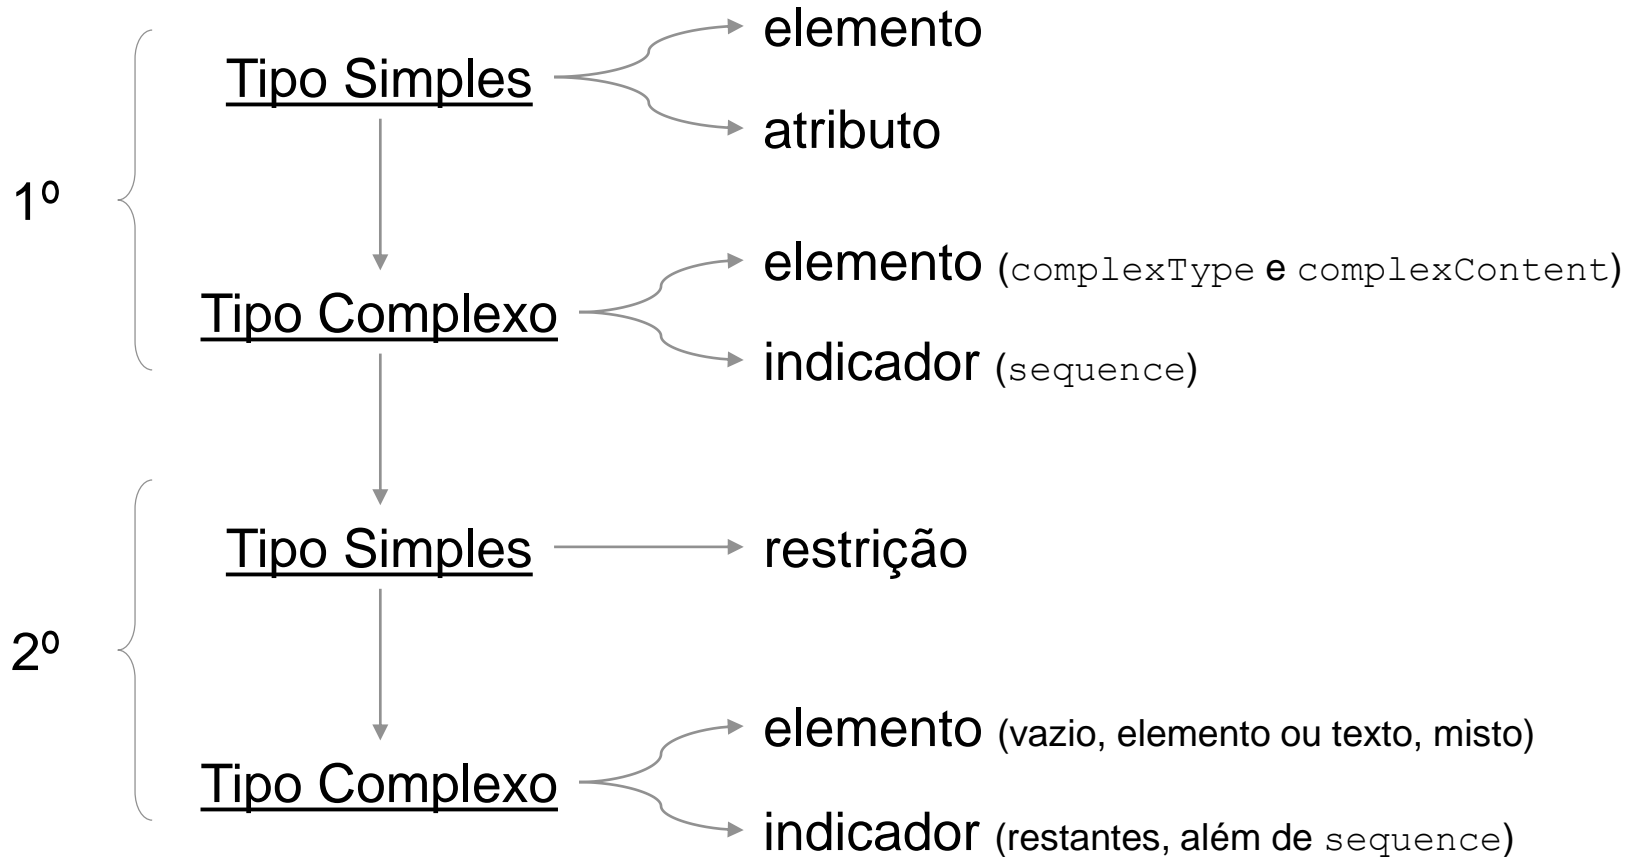 elemento
Tipo Simples
atributo
1º
elemento (complexType e complexContent)
Tipo Complexo
indicador (sequence)
Tipo Simples
restrição
2º
elemento (vazio, elemento ou texto, misto)
Tipo Complexo
indicador (restantes, além de sequence)